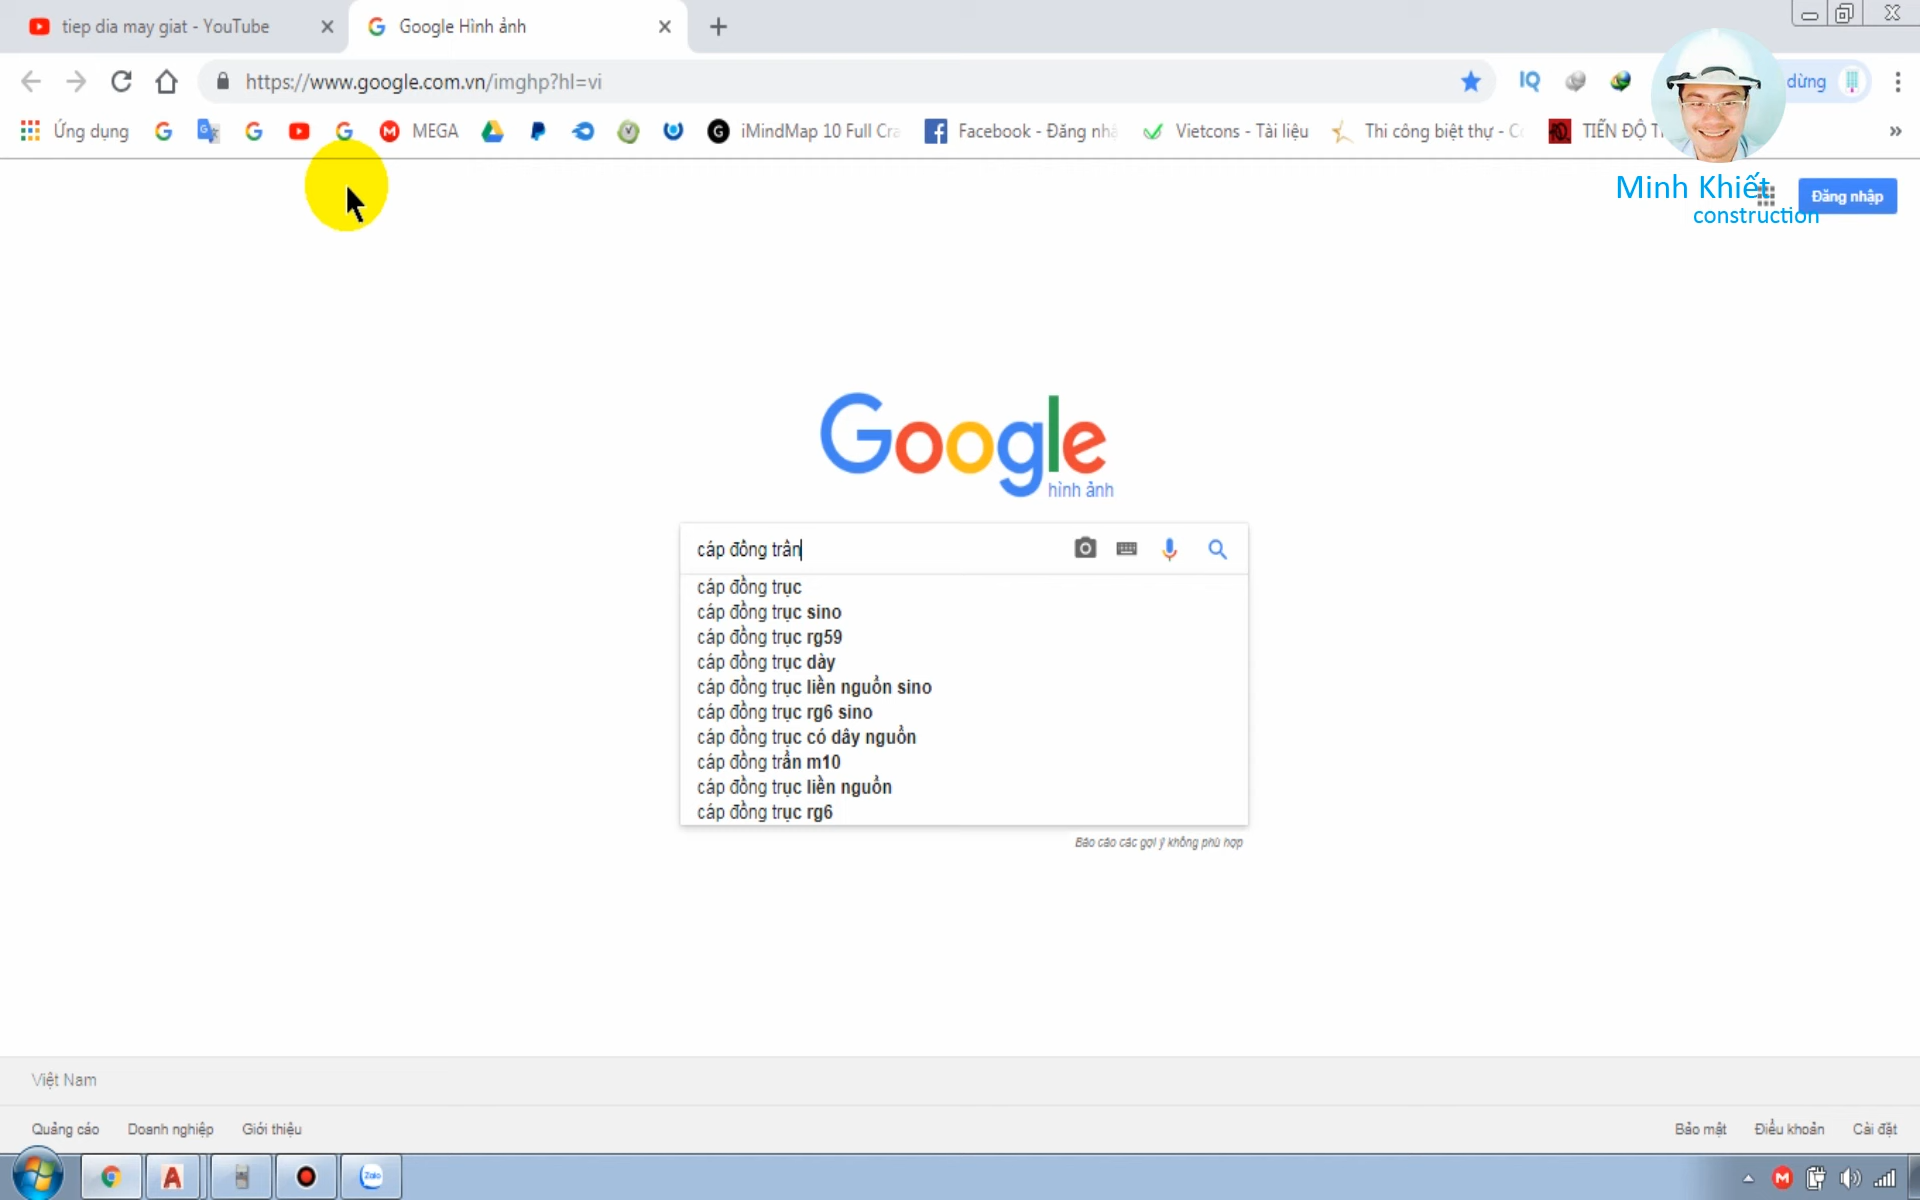 tiep dia may giat - YouTube
Google Hình ảnh
https://www.google.com.vn/imghp?hl=vi
IQ
dừng
Ứng dụng
MEGA
iMindMap 10 Full Cra
Facebook - Đăng nhậ
Vietcons - Tài liệu
Thi công biệt thự - Cô
TIẾN ĐỘ T
Minh Khiết
construction
Đăng nhập
Google
hình ảnh
cáp đồng trân
cáp đồng trục
cáp đồng trục sino
cáp đồng trục rg59
cáp đồng trục dày
cáp đồng trục liền nguồn sino
cáp đồng trục rg6 sino
cáp đồng trục có dây nguồn
cáp đồng trần m10
cáp đồng trục liền nguồn
cáp đồng trục rg6
Báo cáo các gợi ý không phù hợp
Việt Nam
Quảng cáo
Doanh nghiệp
Giới thiệu
Bảo mật
Điều khoản
Cài đặt
Zalo